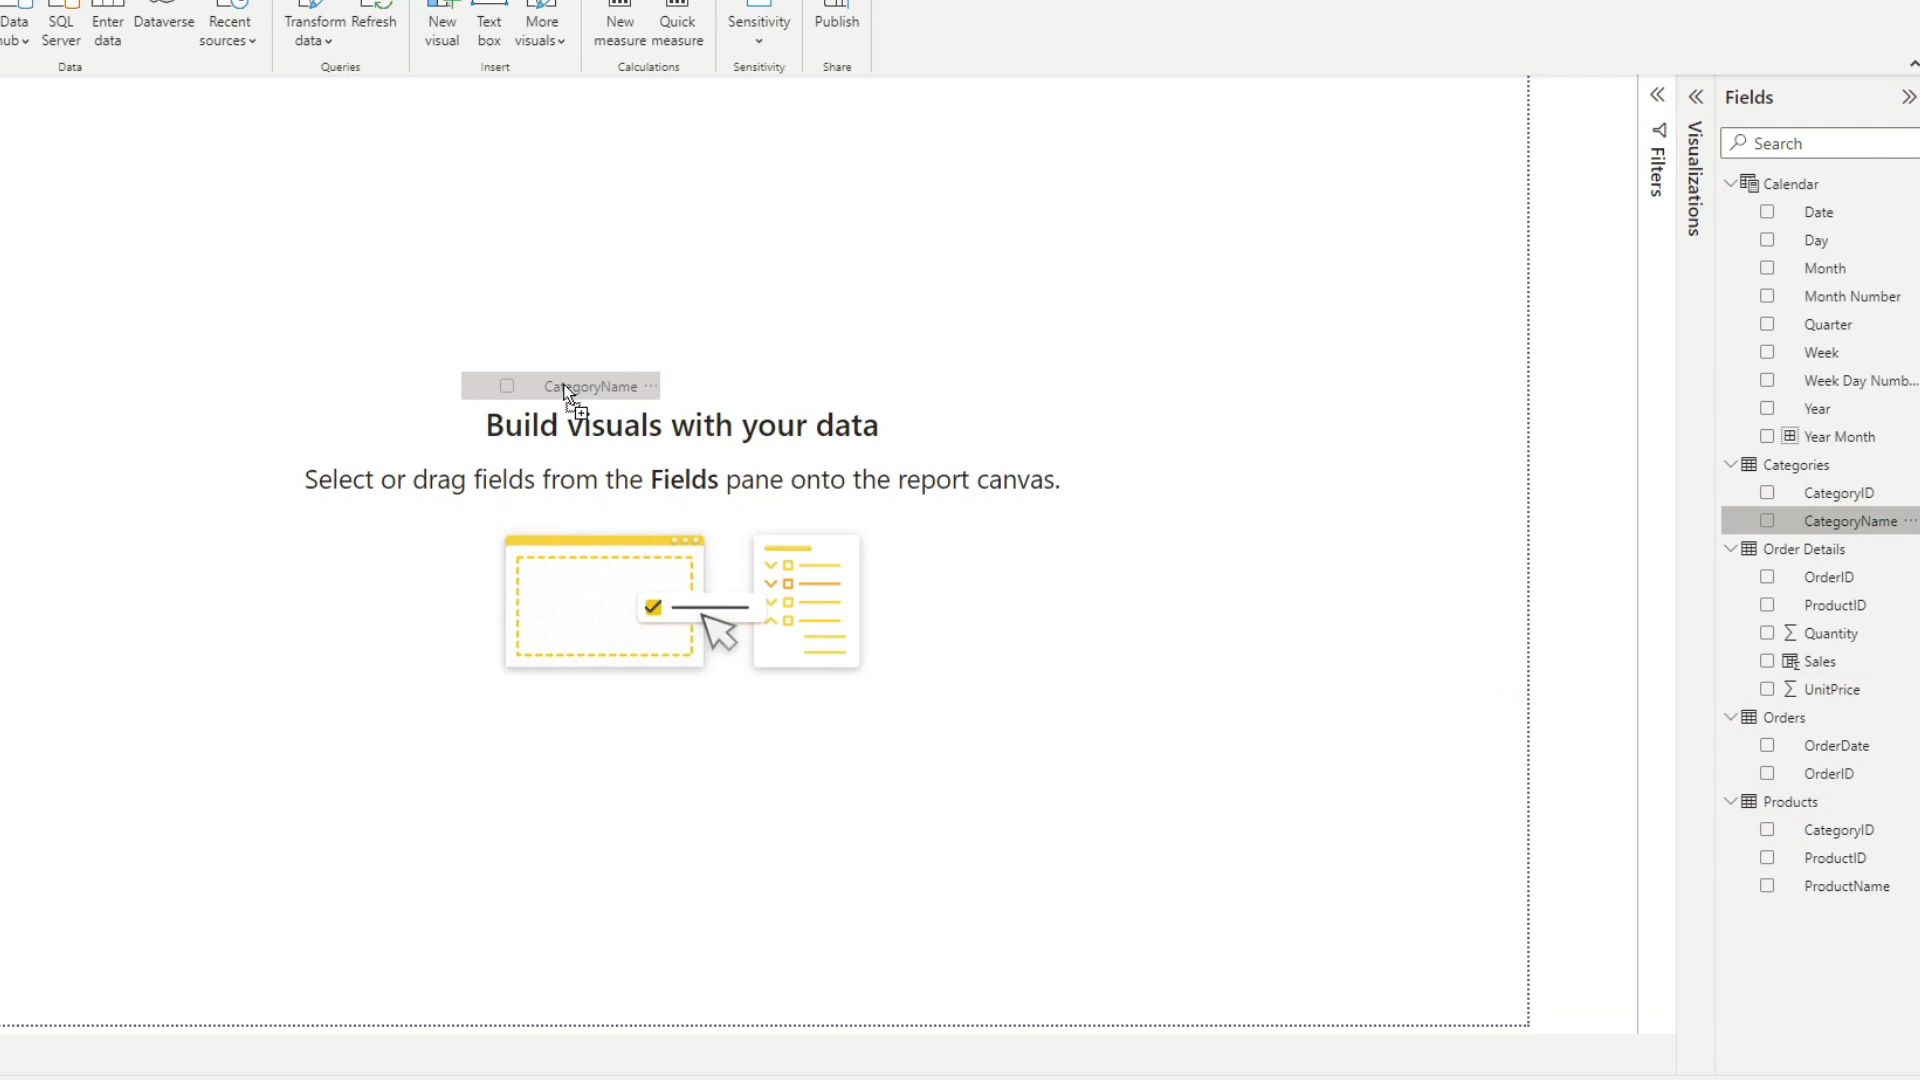 Data Hub
SQL Server
Enter data
Dataverse
Recent sources
Transform data
Refresh
New visual
Text box
More visuals
New measure
Quick measure
Sensitivity
Publish
Data
Queries
Insert
Calculations
Sensitivity
Share
CategoryName ...
Build visuals with your data
Select or drag fields from the Fields pane onto the report canvas.
Filters
Visualizations
Fields
Search
Calendar
Date
Day
Month
Month Number
Quarter
Week
Week Day Numb...
Year
Year Month
Categories
CategoryID
CategoryName ...
Order Details
OrderID
ProductID
Quantity
Sales
UnitPrice
Orders
OrderDate
OrderID
Products
CategoryID
ProductID
ProductName